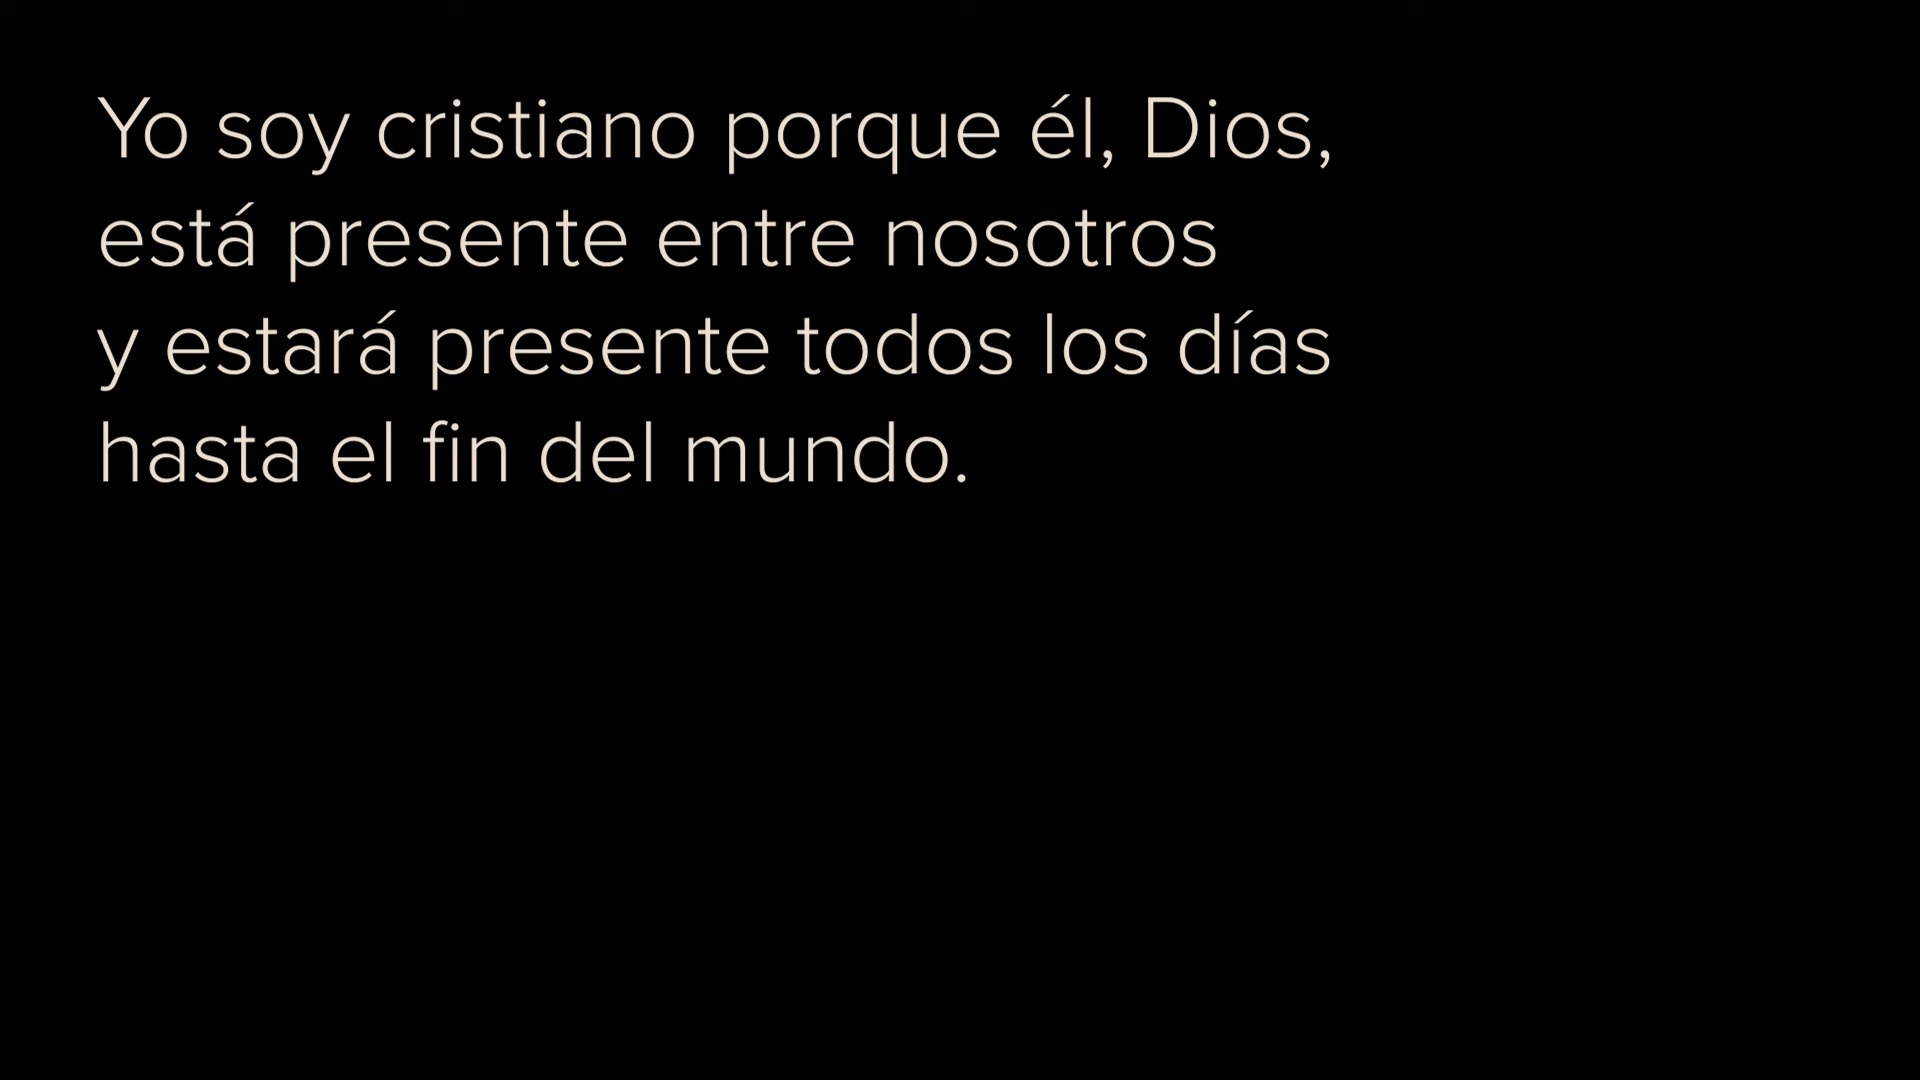 Yo soy cristiano porque él, Dios,
está presente entre nosotros
y estará presente todos los días
hasta el fin del mundo.